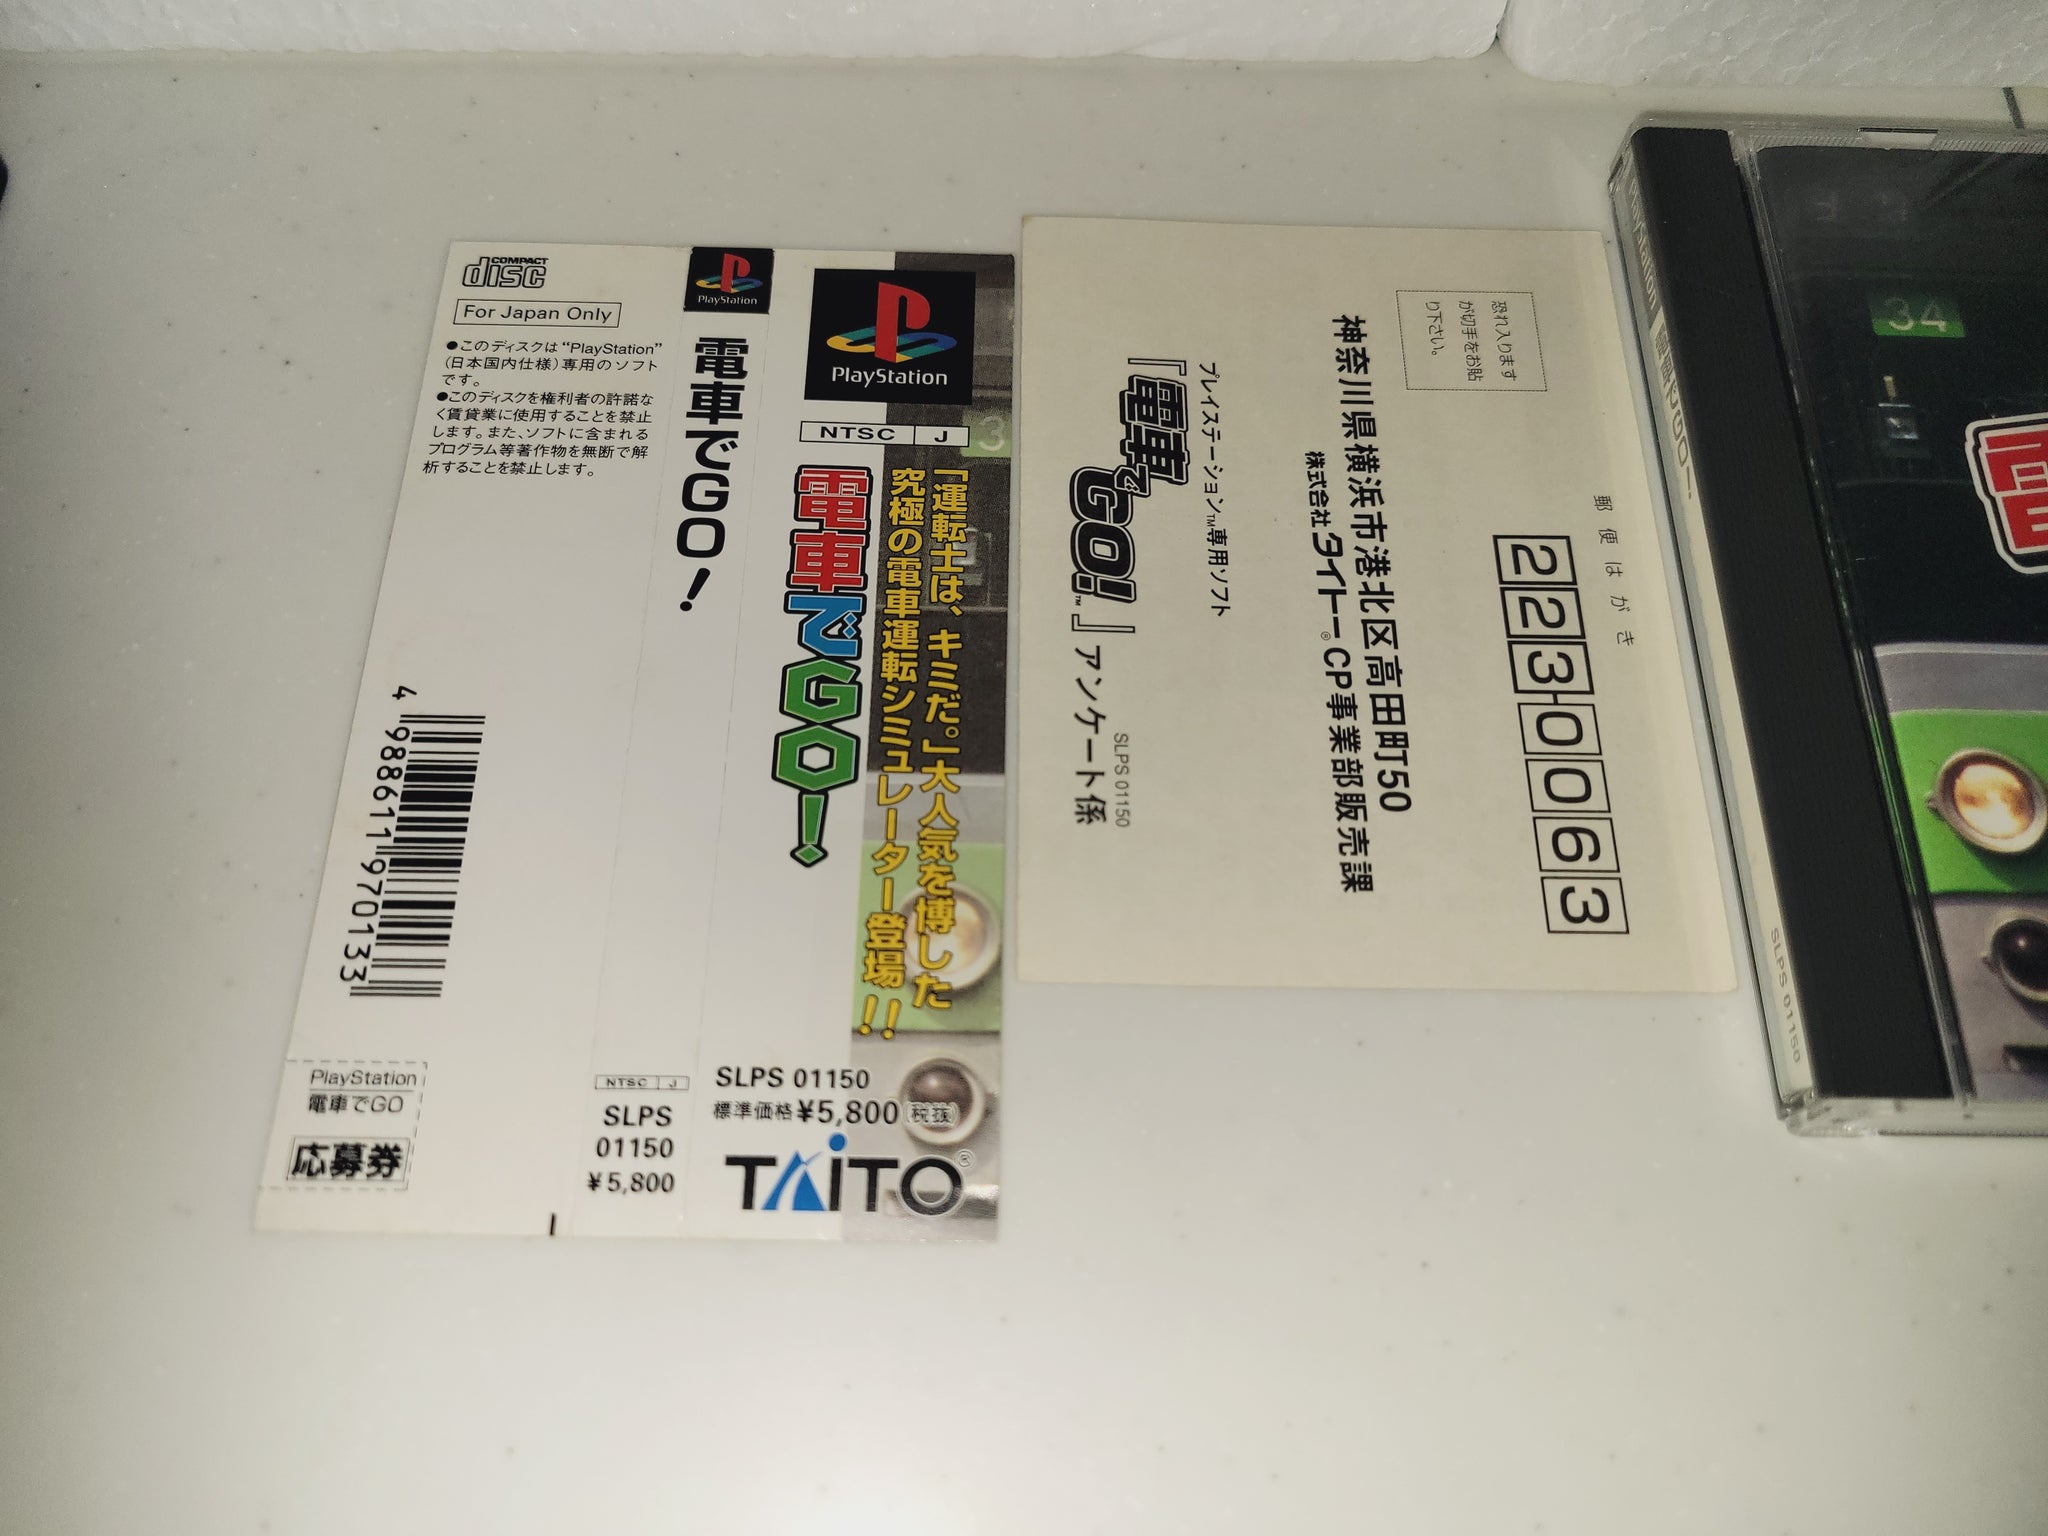 COMPACT
disc
For Japan Only
●このディスクは“PlayStation”
(日本国内仕様)専用のソフト
です。
●このディスクを権利者の許諾な
く賃貸業に使用することを禁止
します。また、ソフトに含まれる
プログラム等著作物を無断で解
析することを禁止します。
4 988611 970133
PlayStation
電車でGO
応募券
PlayStation
電車でGO!
NTSC J
SLPS
01150
¥5,800
PlayStation
NTSC J
「運転士は、キミだ。」大人気を博した
究極の電車運転シミュレーター登場!!
電車でGO!
SLPS 01150
標準価格¥5,800(税抜)
TAITO®
郵便はがき
223-0063
恐れ入ります
が切手をお貼
り下さい。
神奈川県横浜市港北区高田町50
株式会社タイトー®CP事業部販売課
プレイステーション™専用ソフト
『電車でGO!™』アンケート係
SLPS 01150
PlayStation
電車でGO!
SLPS 01150
34
電